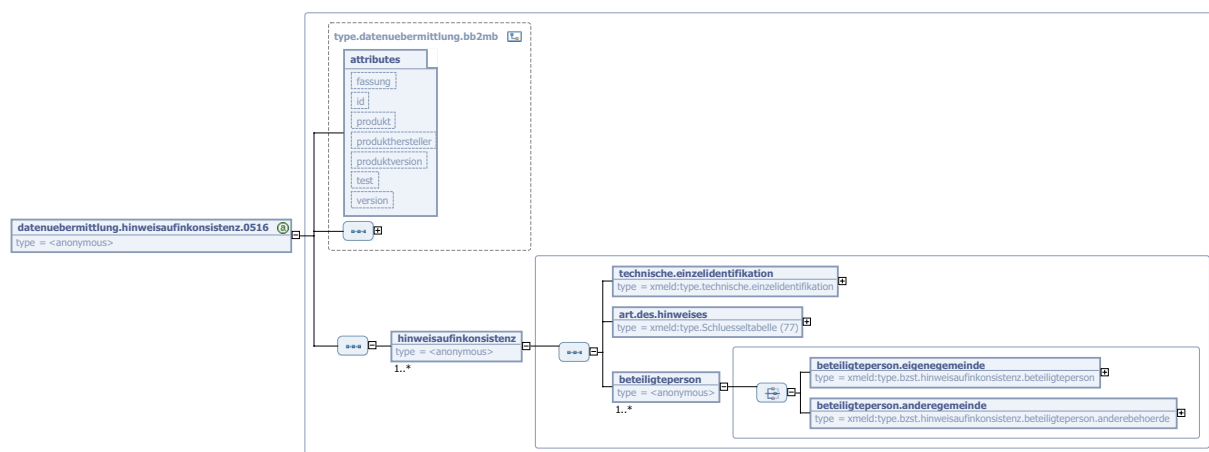 type.datenuebermittlung.bb2mb
attributes
fassung
id
produkt
produkthersteller
produktversion
test
version
datenuebermittlung.hinweisaufinkonsistenz.0516 a
type = <anonymous>
technische.einzelidentifikation
type = xmeld:type.technische.einzelidentifikation
art.des.hinweises
type = xmeld:type.Schluesseltabelle (77)
hinweisaufinkonsistenz
type = <anonymous>
1..*
beteiligteperson
type = <anonymous>
1..*
beteiligteperson.eigenegemeinde
type = xmeld:type.bzst.hinweisaufinkonsistenz.beteiligteperson
beteiligteperson.anderegemeinde
type = xmeld:type.bzst.hinweisaufinkonsistenz.beteiligteperson.anderebehoerde